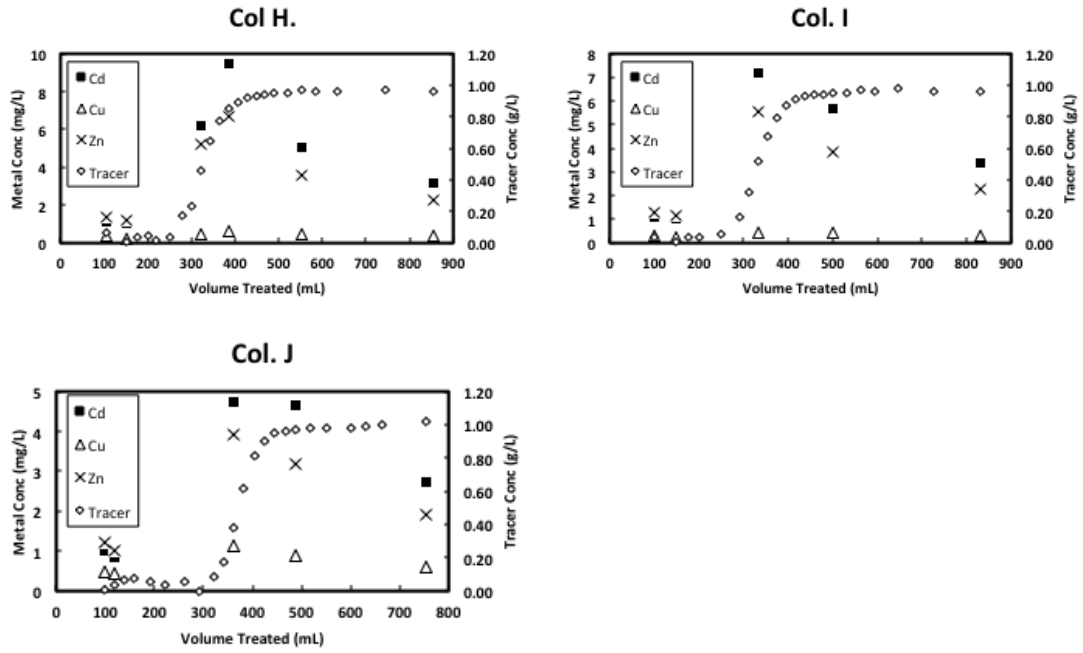 Col H.
10
8
6
4
2
0
Metal Conc (mg/L)
Cd
Cu
Zn
Tracer
1.20
1.00
0.80
0.60
0.40
0.20
0.00
Tracer Conc (g/L)
0 100 200 300 400 500 600 700 800 900
Volume Treated (mL)
Col. I
8
7
6
5
4
3
2
1
0
Metal Conc (mg/L)
Cd
Cu
Zn
Tracer
1.20
1.00
0.80
0.60
0.40
0.20
0.00
Tracer Conc (g/L)
0 100 200 300 400 500 600 700 800 900
Volume Treated (mL)
Col. J
5
4
3
2
1
0
Metal Conc (mg/L)
Cd
Cu
Zn
Tracer
1.20
1.00
0.80
0.60
0.40
0.20
0.00
Tracer Conc (g/L)
0 100 200 300 400 500 600 700 800
Volume Treated (mL)